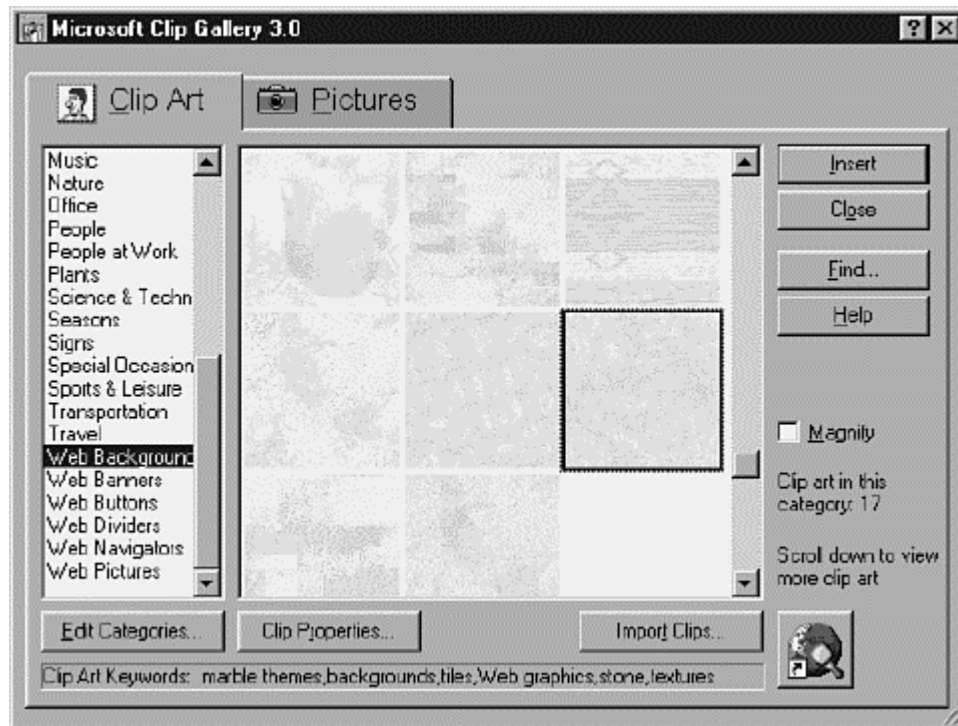 Microsoft Clip Gallery 3.0
Clip Art
Pictures
Music
Nature
Office
People
People at Work
Plants
Science & Techn
Seasons
Signs
Special Occasion
Sports & Leisure
Transportation
Travel
Web Background
Web Banners
Web Buttons
Web Dividers
Web Navigators
Web Pictures
Insert
Close
Find...
Help
Magnify
Clip art in this
category: 17
Scroll down to view
more clip art
Edit Categories...
Clip Properties...
Import Clips...
Clip Art Keywords: marble themes,backgrounds,tiles,Web graphics,stone,textures